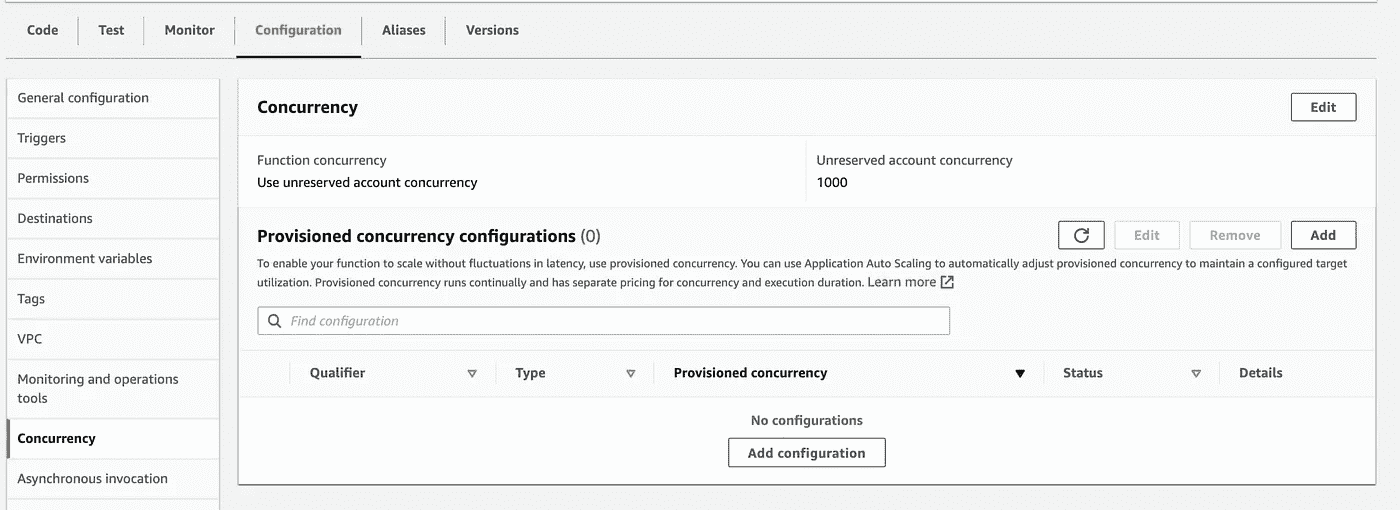 Code Test Monitor Configuration Aliases Versions
General configuration
Triggers
Permissions
Destinations
Environment variables
Tags
VPC
Monitoring and operations
tools
Concurrency
Asynchronous invocation
Concurrency
Edit
Function concurrency
Use unreserved account concurrency
Unreserved account concurrency
1000
Provisioned concurrency configurations (0)
Edit Remove Add
To enable your function to scale without fluctuations in latency, use provisioned concurrency. You can use Application Auto Scaling to automatically adjust provisioned concurrency to maintain a configured target
utilization. Provisioned concurrency runs continually and has separate pricing for concurrency and execution duration. Learn more
Find configuration
Qualifier Type Provisioned concurrency Status Details
No configurations
Add configuration